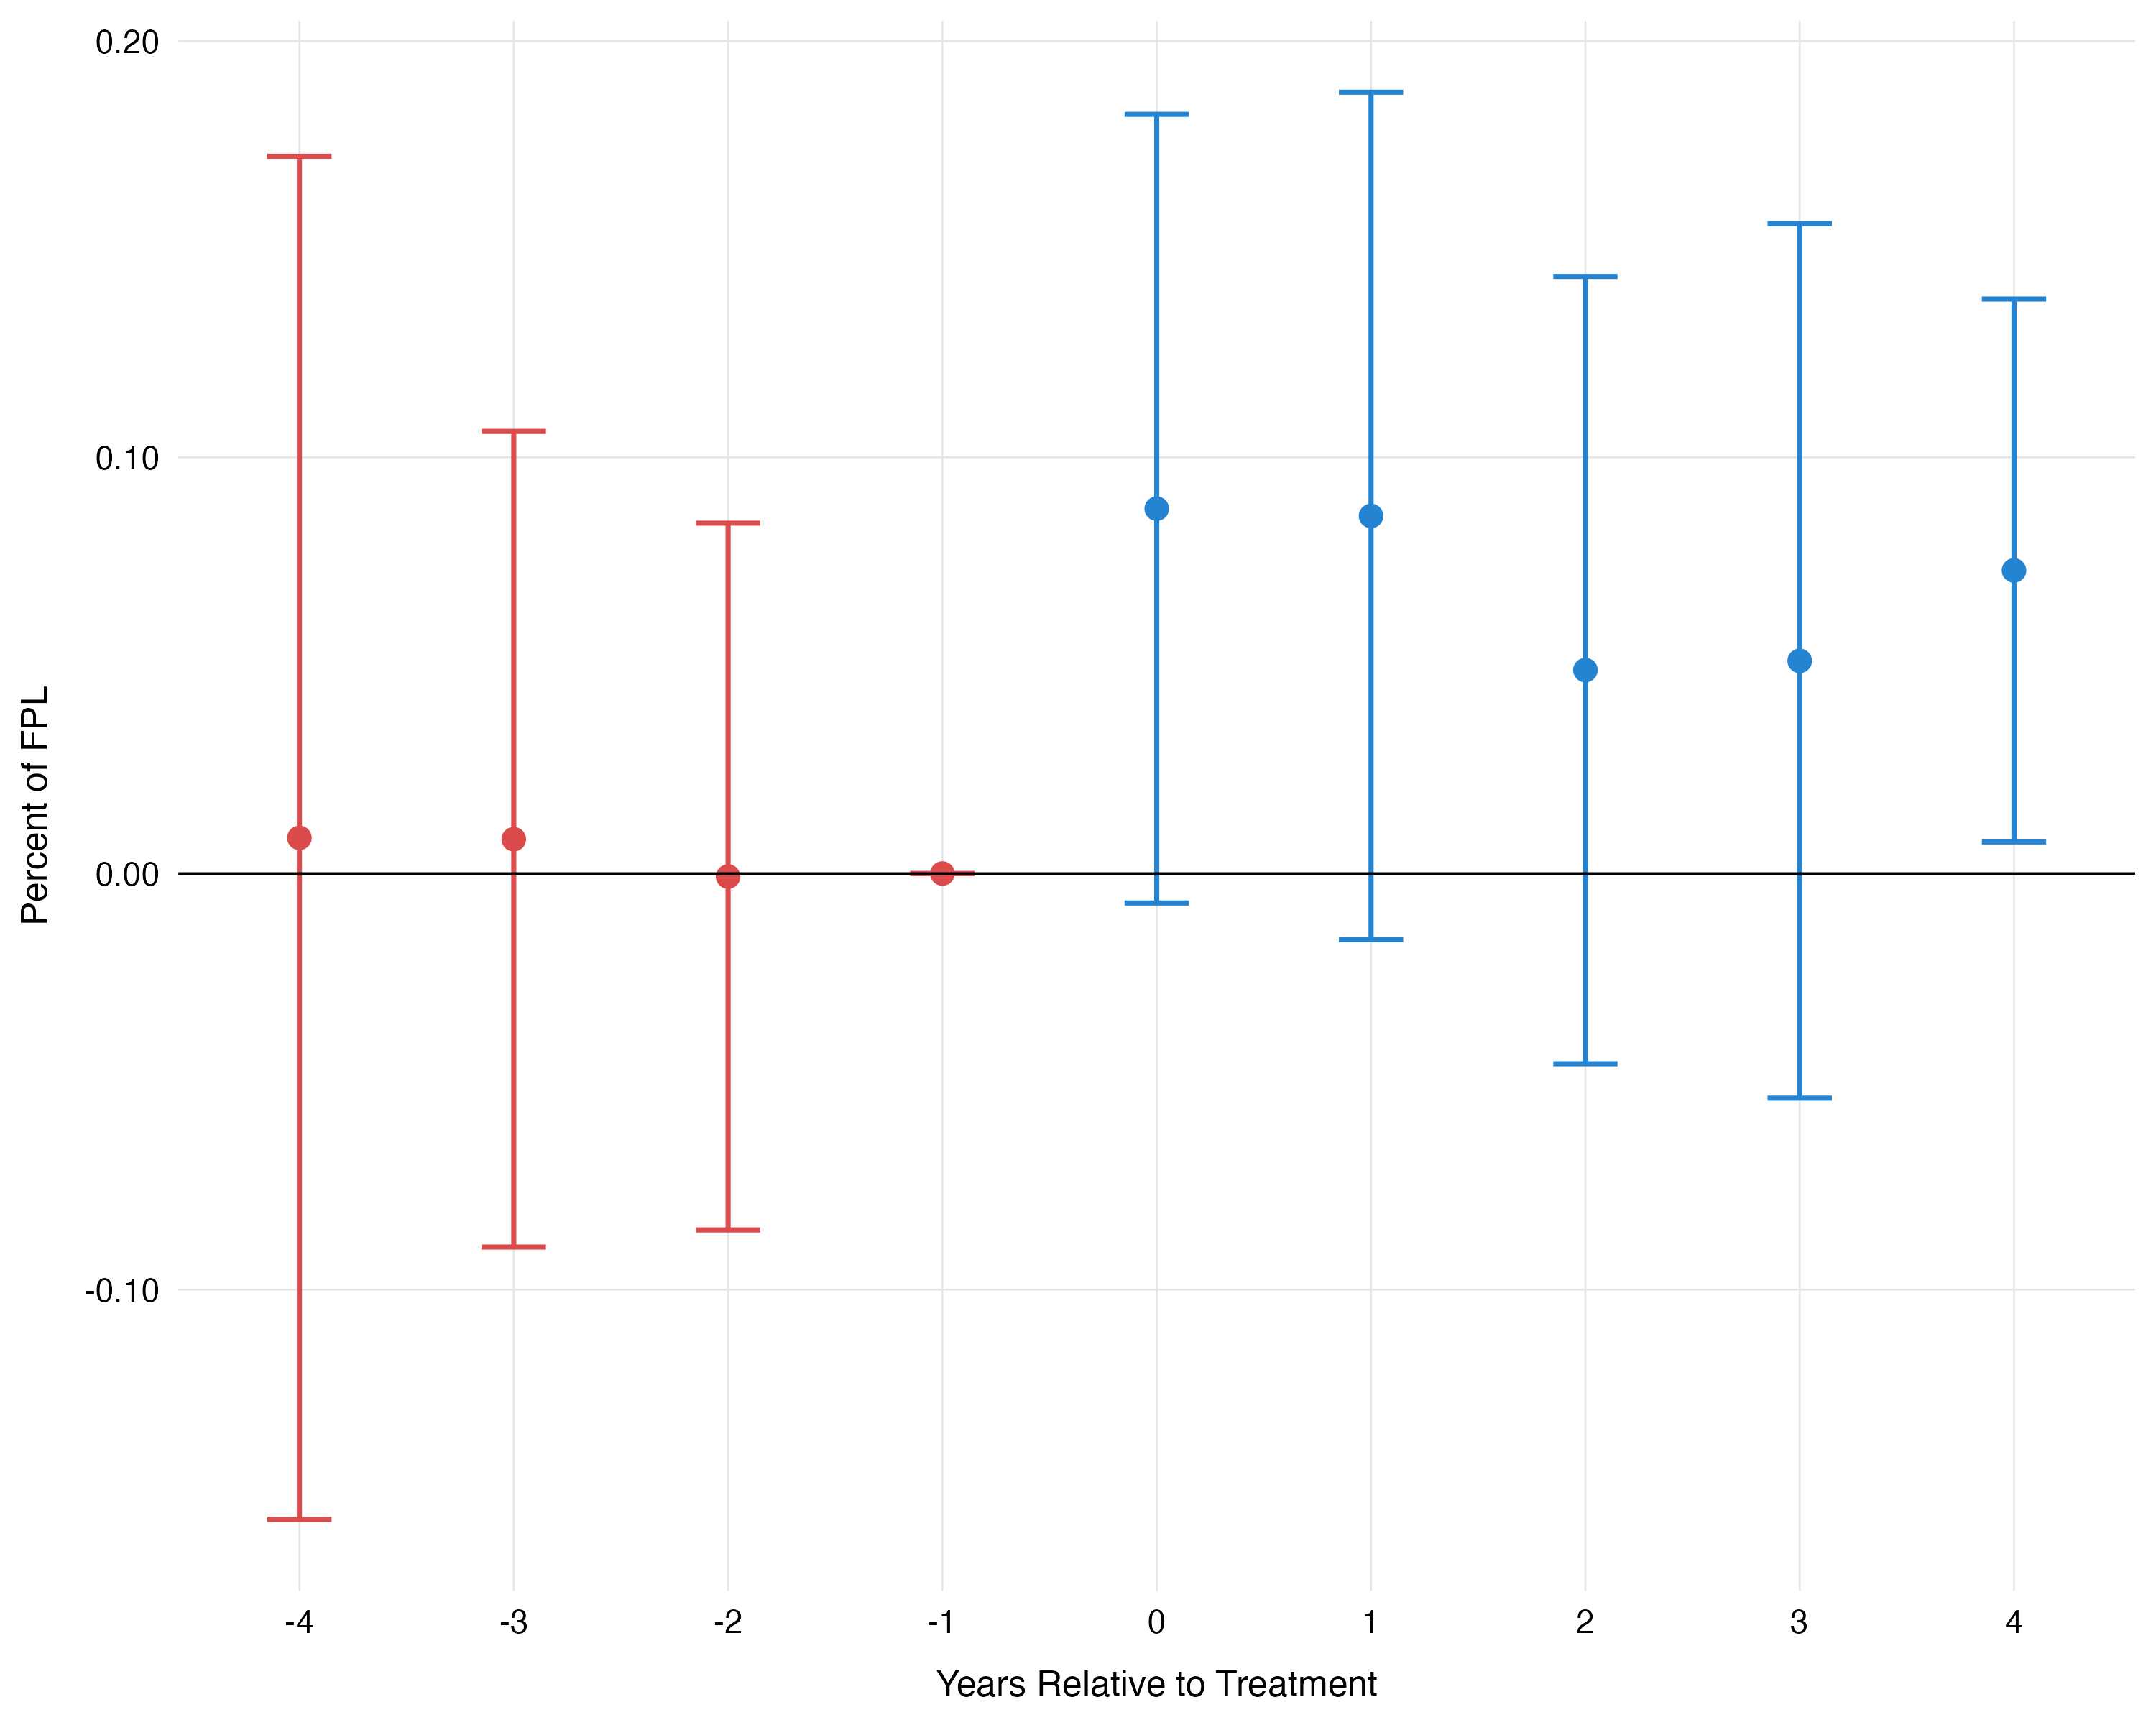 Percent of FPL
0.20
0.10
0.00
-0.10
-4 -3 -2 -1 0 1 2 3 4
Years Relative to Treatment